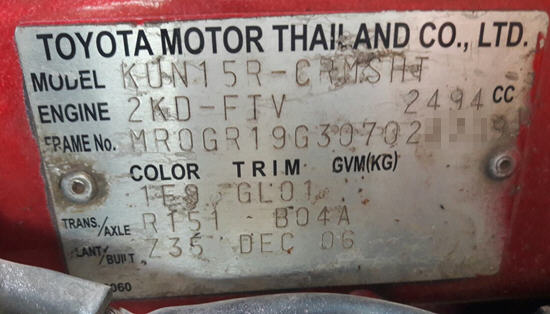 TOYOTA MOTOR THAILAND CO., LTD.
MODEL KUN15R-CRMSHT
ENGINE 2KD-FTV 2494 CC
FRAME No. MR0GR19G30702
COLOR TRIM GVM(KG)
1E9 GL01
TRANS./AXLE R151 - B04A
PLANT/BUILT Z35 DEC 06
060